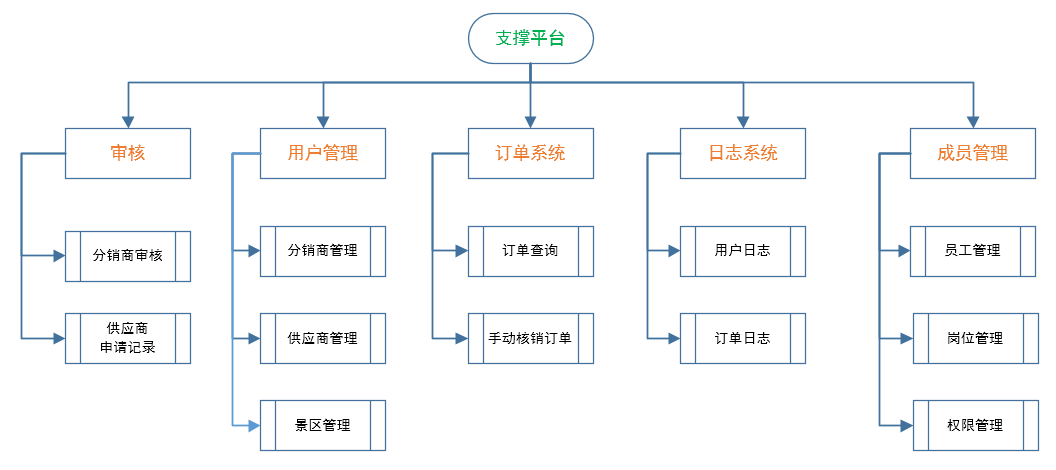 支撑平台
审核
用户管理
订单系统
日志系统
成员管理
分销商审核
分销商管理
订单查询
用户日志
员工管理
供应商
申请记录
供应商管理
手动核销订单
订单日志
岗位管理
景区管理
权限管理